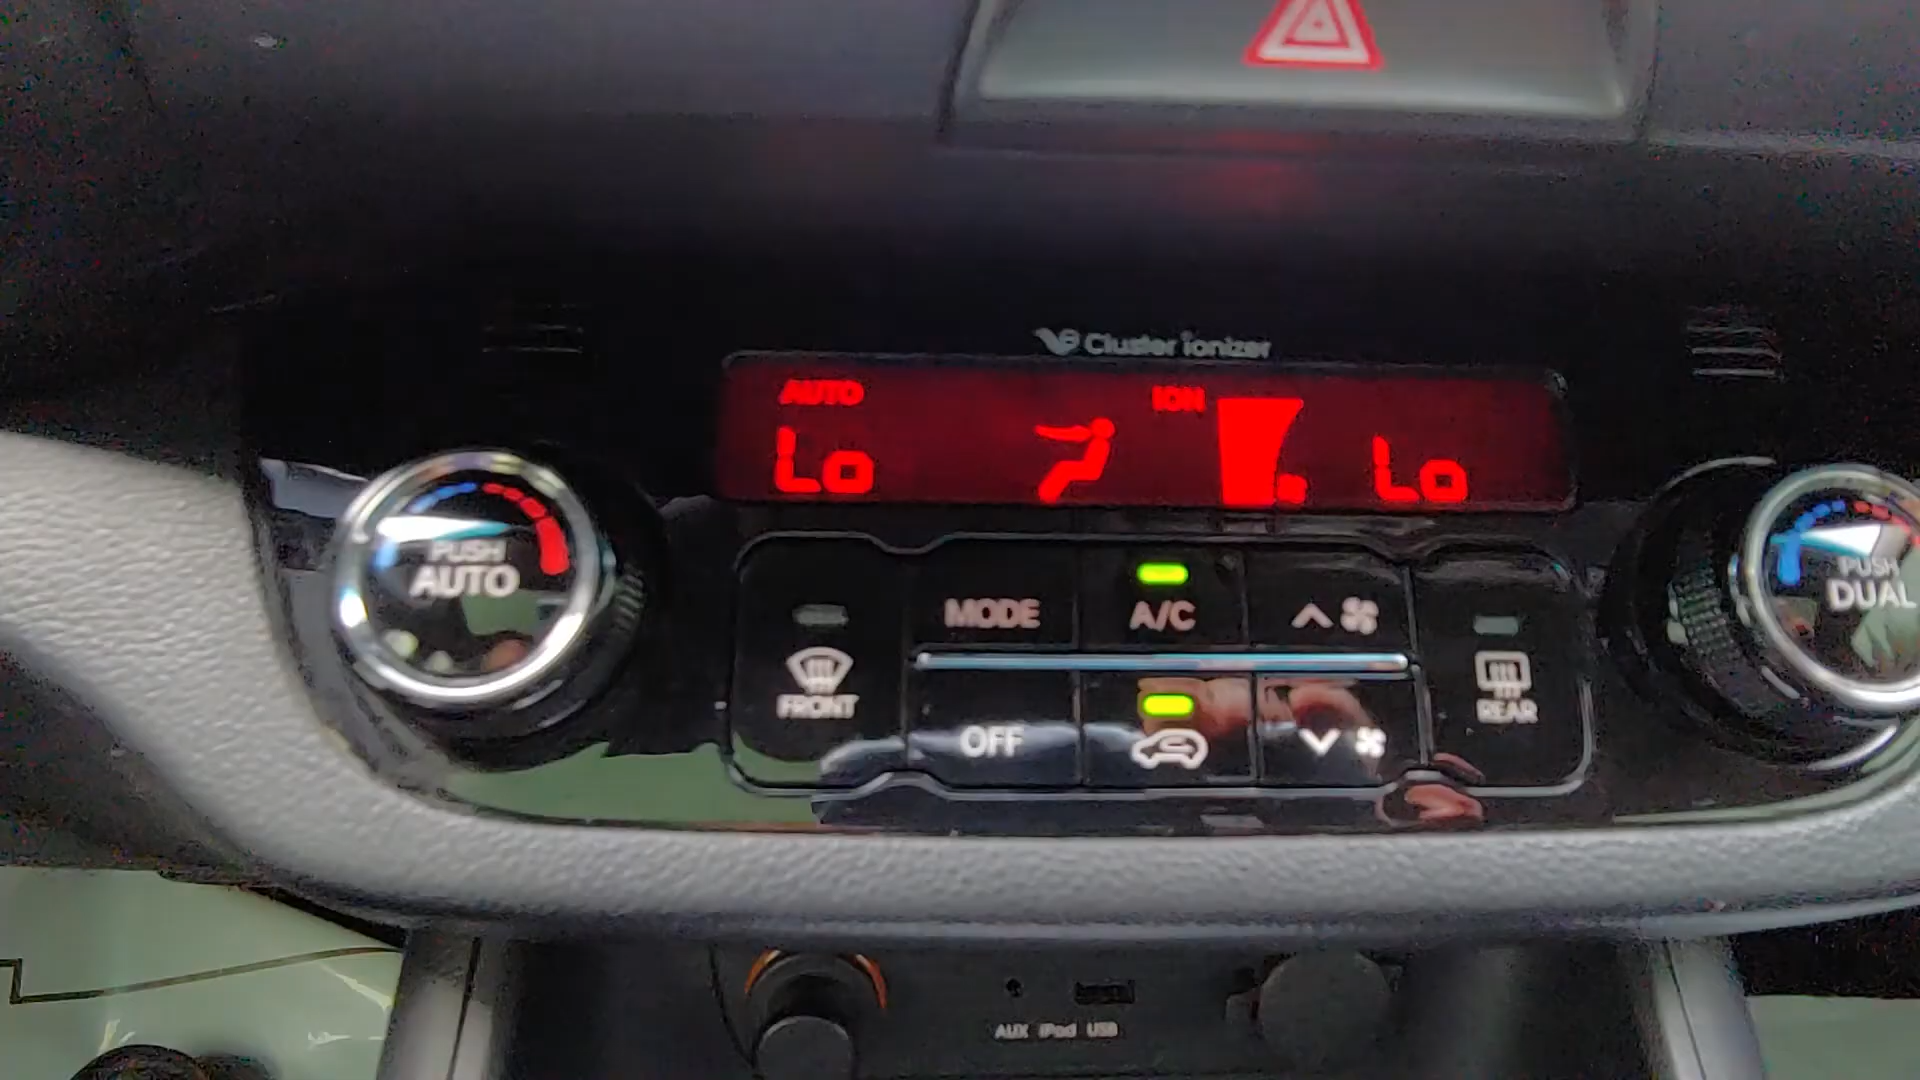 Cluster ionizer
AUTO
ION
Lo
Lo
PUSH
AUTO
MODE
A/C
FRONT
OFF
REAR
PUSH
DUAL
AUX iPod USB